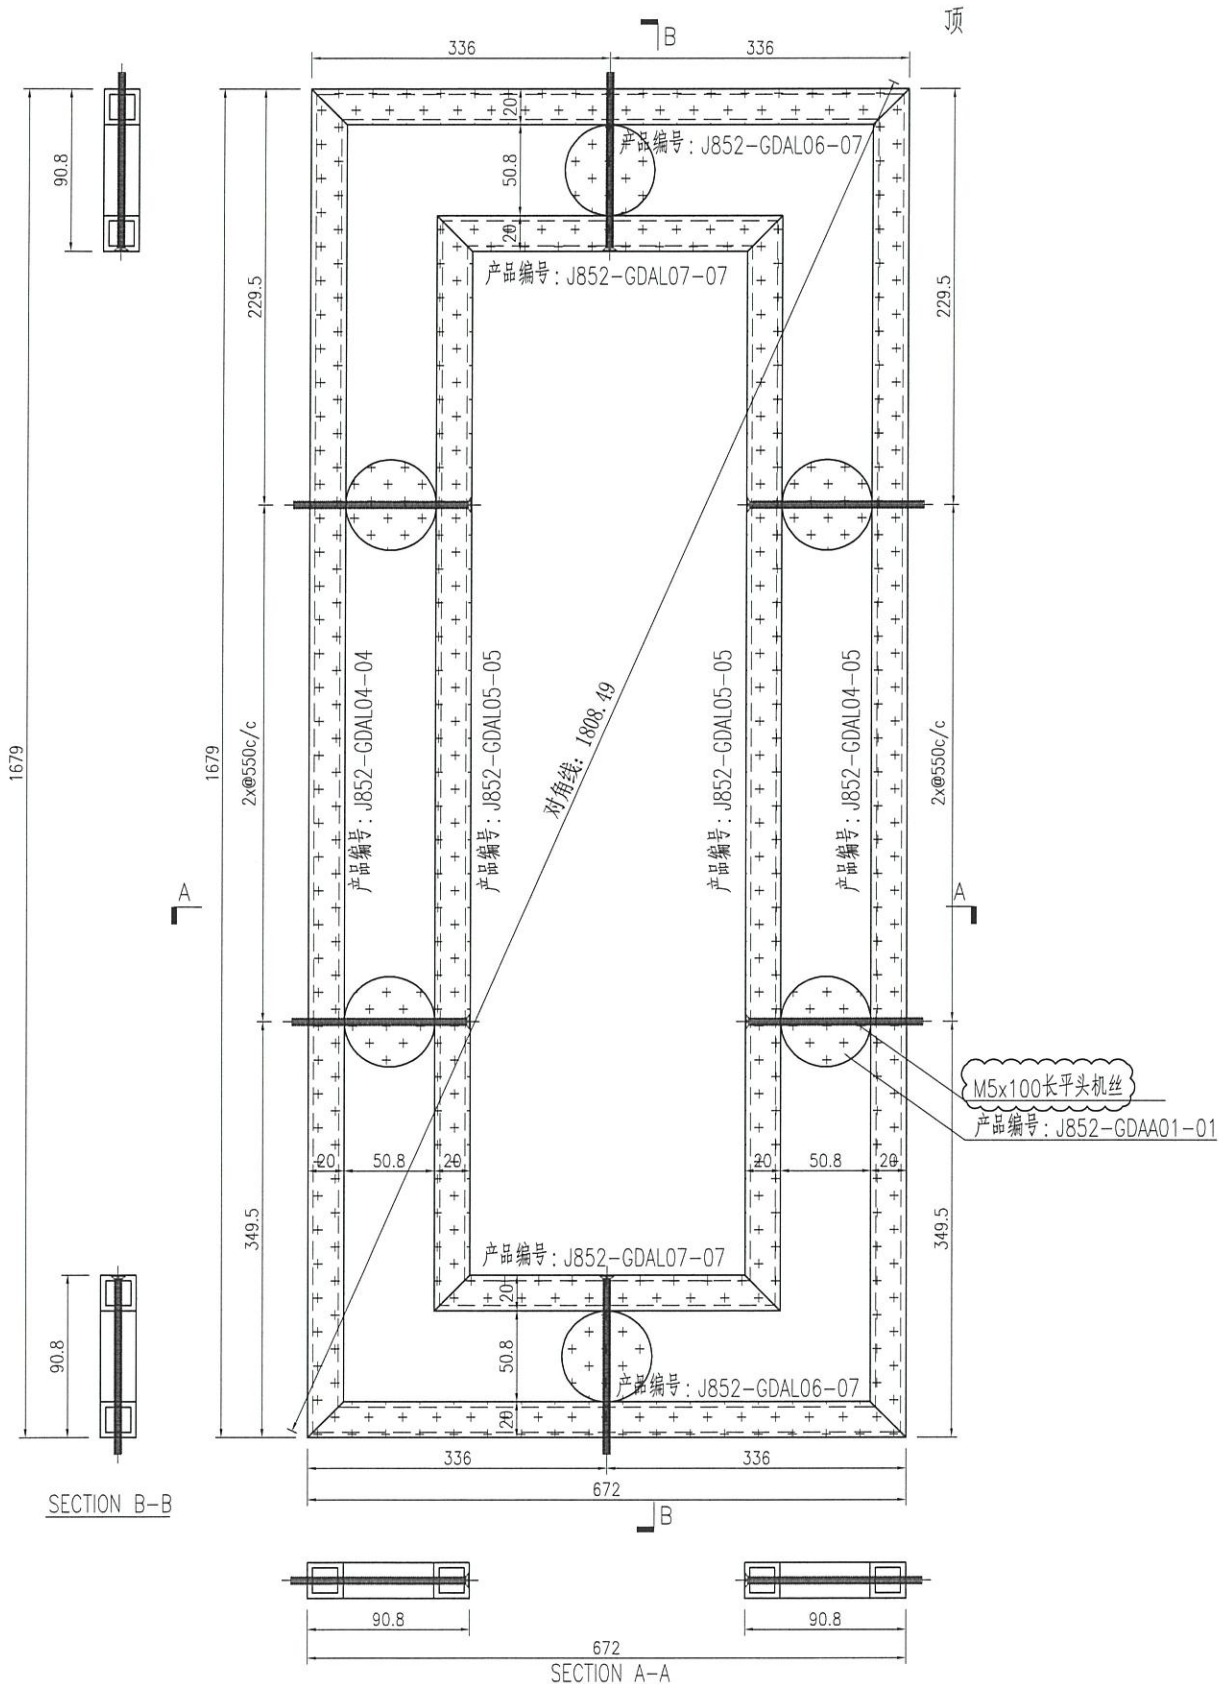 顶
B
336
336
20
产品编号：J852-GDAL06-07
90.8
50.8
20
产品编号：J852-GDAL07-07
229.5
229.5
产品编号：J852-GDAL04-04
产品编号：J852-GDAL05-05
对角线：1808.49
产品编号：J852-GDAL05-05
产品编号：J852-GDAL04-05
1679
1679
2x@550c/c
2x@550c/c
A
A
M5x100长平头机丝
产品编号：J852-GDAA01-01
20
50.8
20
20
50.8
20
349.5
349.5
产品编号：J852-GDAL07-07
20
90.8
50.8
产品编号：J852-GDAL06-07
20
336
336
672
SECTION B-B
B
90.8
90.8
672
SECTION A-A